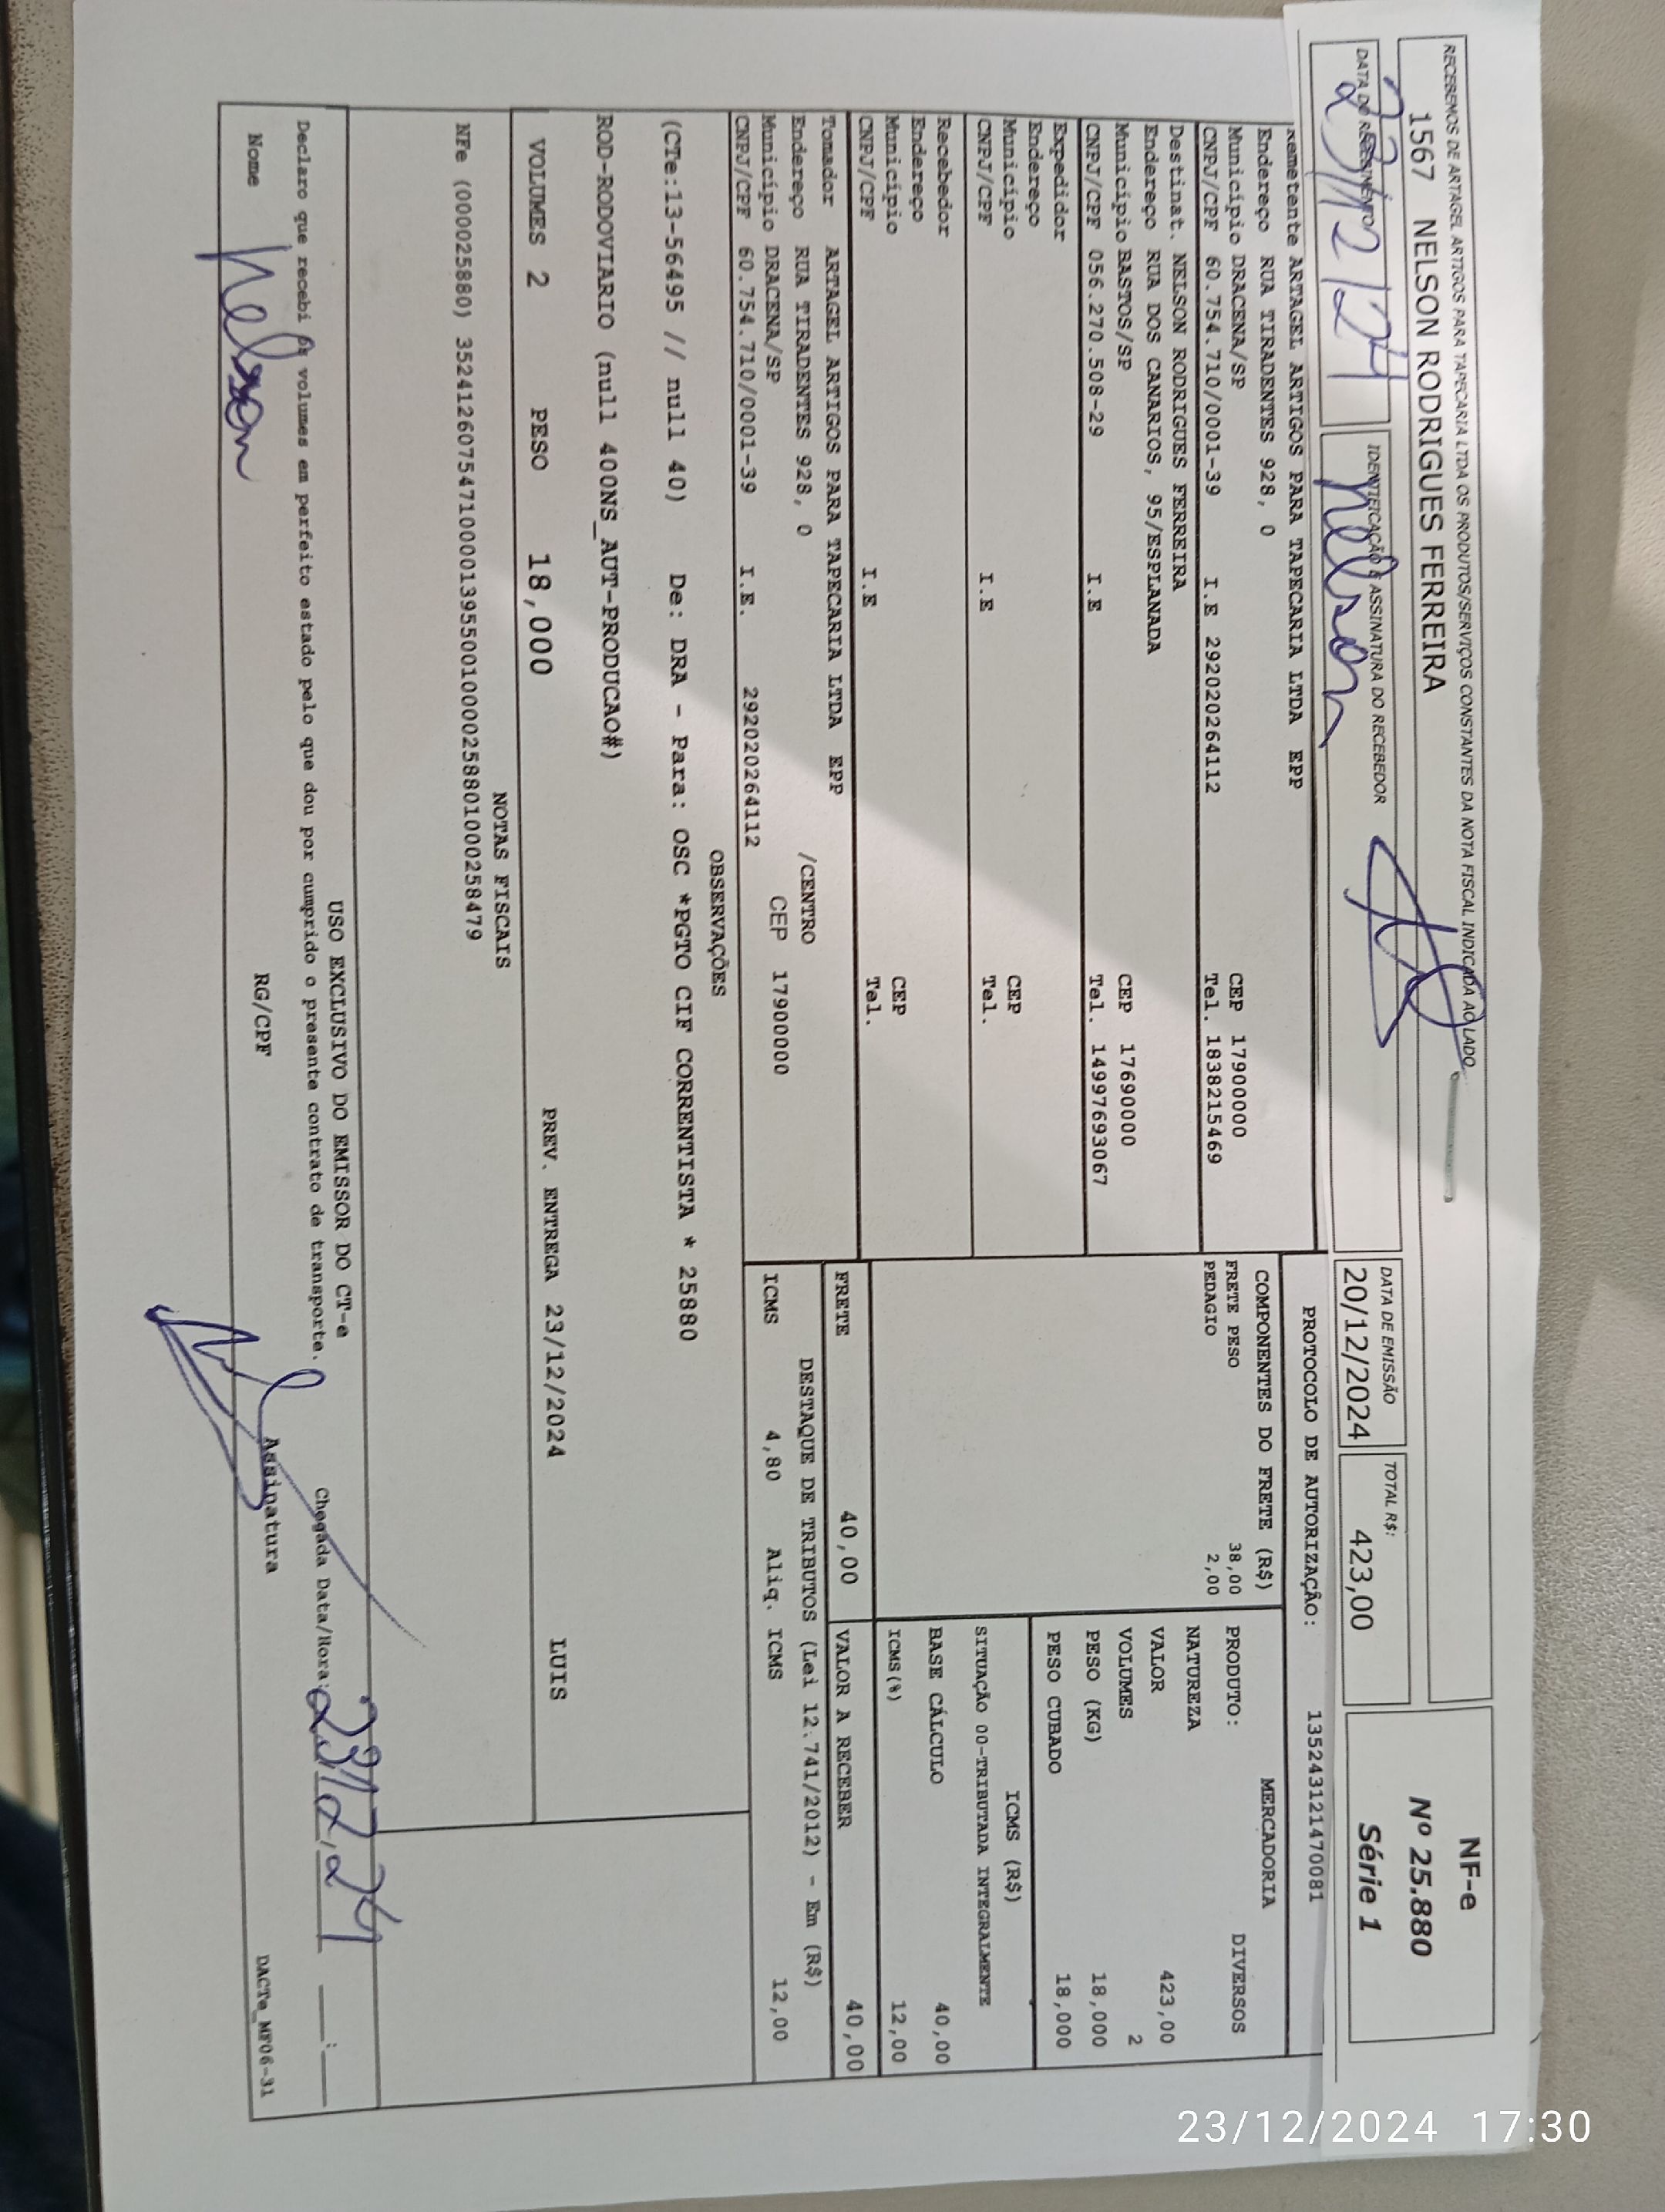 RECEBEMOS DE ARTAGEL ARTIGOS PARA TAPECARIA LTDA OS PRODUTOS/SERVIÇOS CONSTANTES DA NOTA FISCAL INDICADA AO LADO
1567 NELSON RODRIGUES FERREIRA
DATA DO RECEBIMENTO
23/12/24
IDENTIFICAÇÃO E ASSINATURA DO RECEBEDOR
Nelson
DATA DE EMISSÃO
20/12/2024
TOTAL R$:
423,00
NF-e
Nº 25.880
Série 1
Remetente ARTAGEL ARTIGOS PARA TAPECARIA LTDA EPP
Endereço RUA TIRADENTES 928, 0
Município DRACENA/SP CEP 17900000
CNPJ/CPF 60.754.710/0001-39 I.E 292020264112 Tel. 1838215469
Destinat. NELSON RODRIGUES FERREIRA
Endereço RUA DOS CANARIOS, 95/ESPLANADA
Município BASTOS/SP CEP 17690000
CNPJ/CPF 056.270.508-29 I.E Tel. 14997693067
Expedidor
Endereço
Município CEP
CNPJ/CPF I.E Tel.
Recebedor
Endereço
Município CEP
CNPJ/CPF I.E Tel.
Tomador ARTAGEL ARTIGOS PARA TAPECARIA LTDA EPP
Endereço RUA TIRADENTES 928, 0 /CENTRO
Município DRACENA/SP CEP 17900000
CNPJ/CPF 60.754.710/0001-39 I.E. 292020264112
PROTOCOLO DE AUTORIZAÇÃO: 135243121470081
COMPONENTES DO FRETE (R$)
FRETE PESO 38,00
PEDAGIO 2,00
MERCADORIA
PRODUTO: DIVERSOS
NATUREZA
VALOR 423,00
VOLUMES 2
PESO (KG) 18,000
PESO CUBADO 18,000
ICMS (R$)
SITUAÇÃO 00-TRIBUTADA INTEGRALMENTE
BASE CÁLCULO 40,00
ICMS(%) 12,00
FRETE 40,00 VALOR A RECEBER 40,00
DESTAQUE DE TRIBUTOS (Lei 12.741/2012) - Em (R$)
ICMS 4,80 Aliq. ICMS 12,00
OBSERVAÇÕES
(CTe:13-56495 // null 40) De: DRA - Para: OSC *PGTO CIF CORRENTISTA * 25880
ROD-RODOVIARIO (null 400NS_AUT-PRODUCAO#)
VOLUMES 2 PESO 18,000 PREV. ENTREGA 23/12/2024 LUIS
NOTAS FISCAIS
NFe (000025880) 35241260754710000139550010000258801000258479
USO EXCLUSIVO DO EMISSOR DO CT-e
Declaro que recebi os volumes em perfeito estado pelo que dou por cumprido o presente contrato de transporte. Chegada Data/Hora: 23/12/24 __:__
Nome Nelson RG/CPF Assinatura DACTe_MF06-31
23/12/2024 17:30